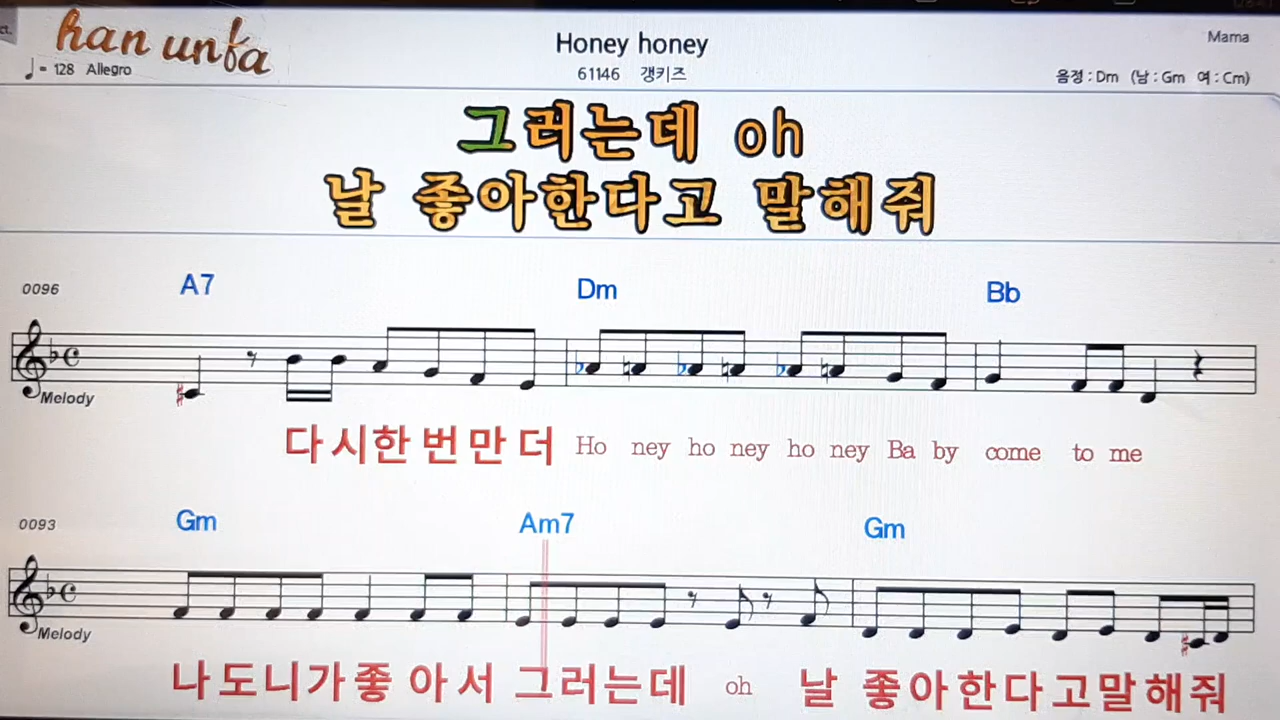 ct.
han unfa
Honey honey
Mama
♩= 128 Allegro
61146 갱키즈
음정 : Dm (남 : Gm 여 : Cm)
그러는데 oh
날 좋아한다고 말해줘
0096 A7 Dm Bb
Melody
다시한번만더 Ho ney ho ney ho ney Ba by come to me
0093 Gm Am7 Gm
Melody
나도니가좋아서 그러는데 oh 날 좋아한다고말해줘